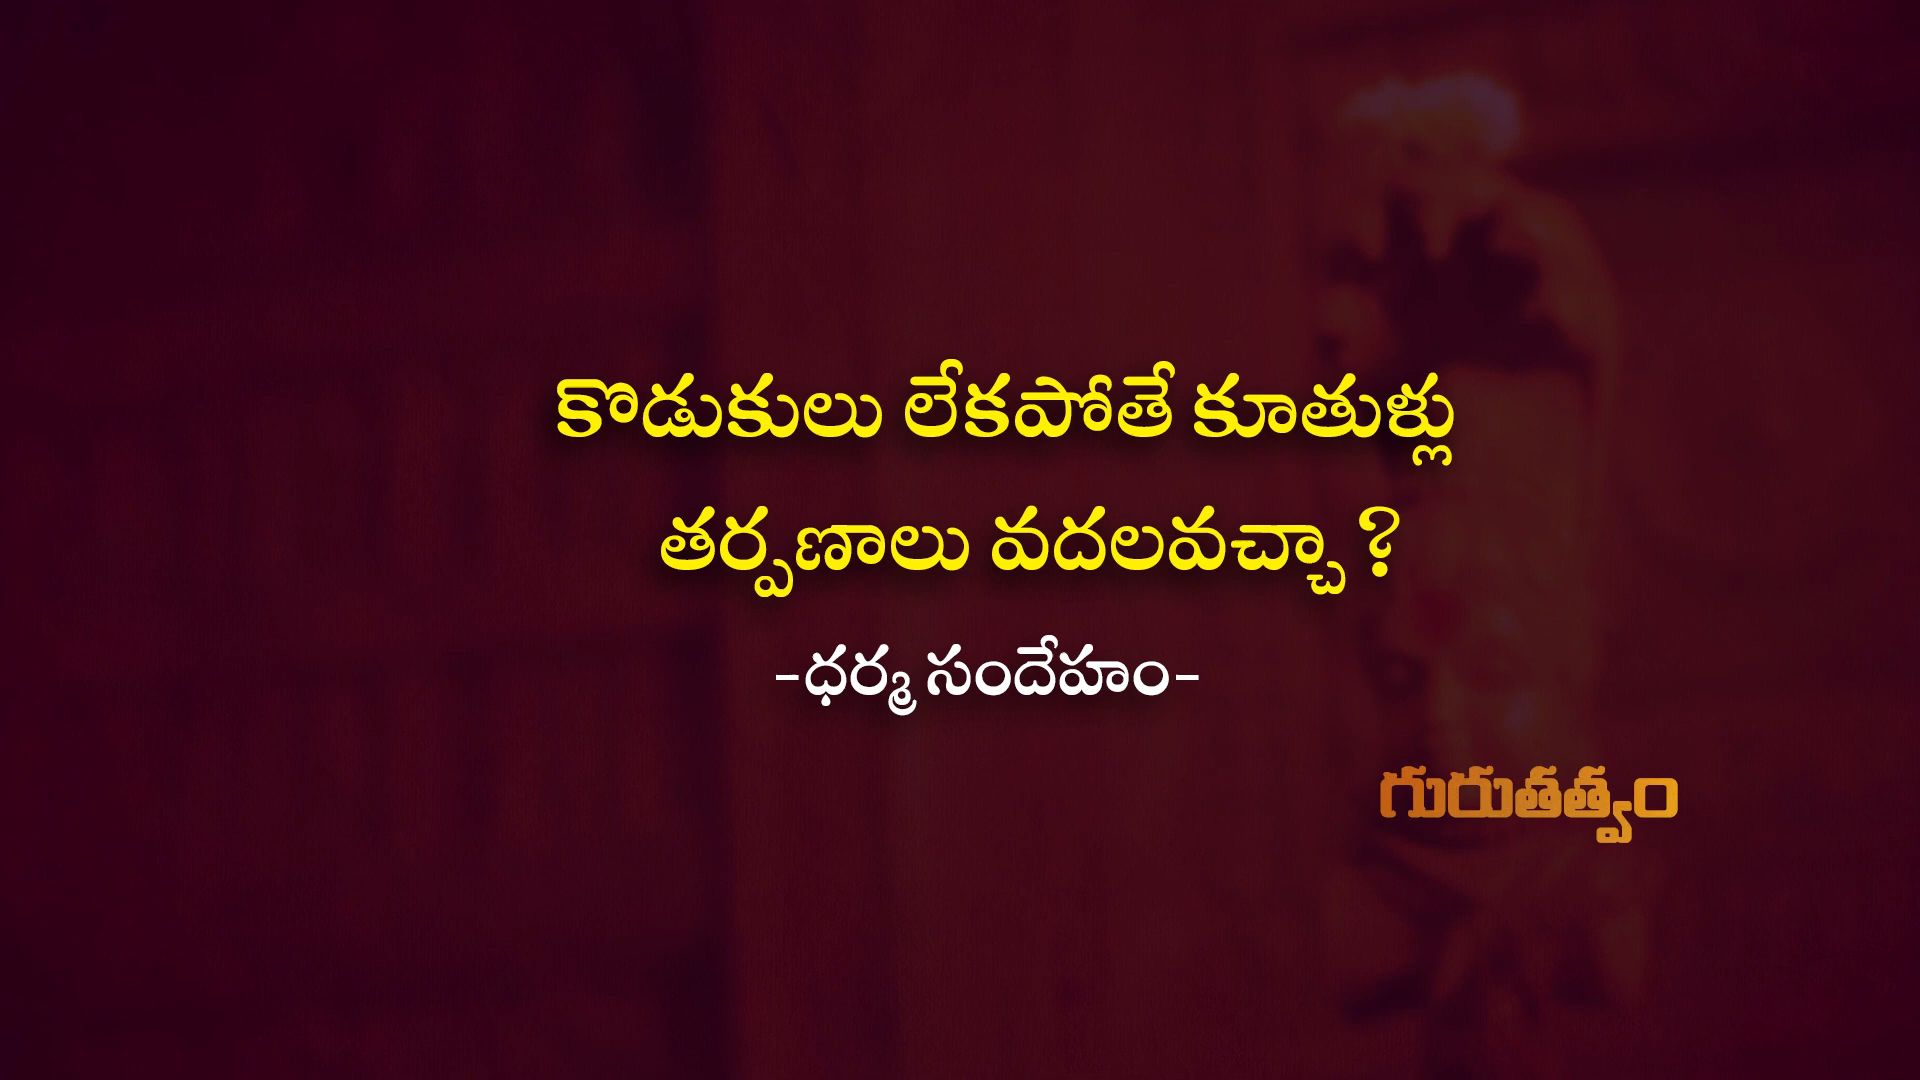 కొడుకులు లేకపోతే కూతుళ్లు
తర్పణాలు వదలవచ్చా ?
-ధర్మ సందేహం-
గురుతత్వం